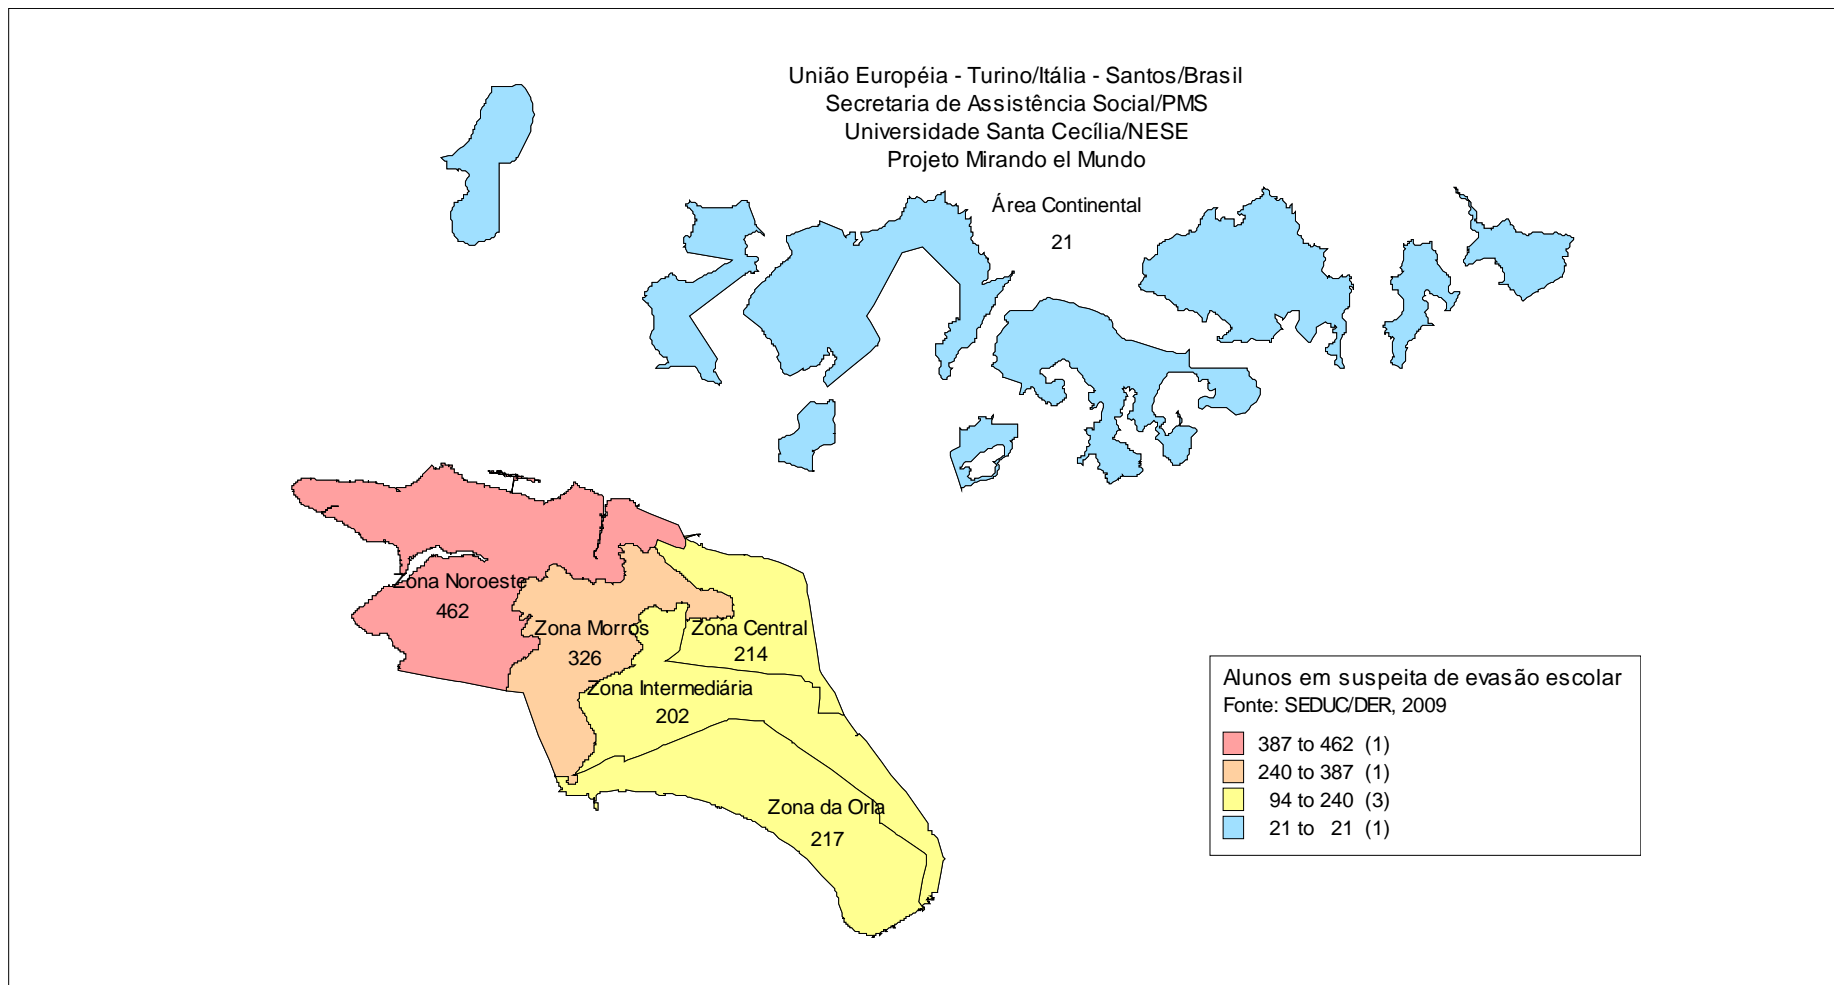 União Européia - Turino/Itália - Santos/Brasil
Secretaria de Assistência Social/PMS
Universidade Santa Cecília/NESE
Projeto Mirando el Mundo
Área Continental
21
Zona Noroeste
462
Zona Morros
326
Zona Central
214
Zona Intermediária
202
Zona da Orla
217
Alunos em suspeita de evasão escolar
Fonte: SEDUC/DER, 2009
387 to 462 (1)
240 to 387 (1)
94 to 240 (3)
21 to 21 (1)